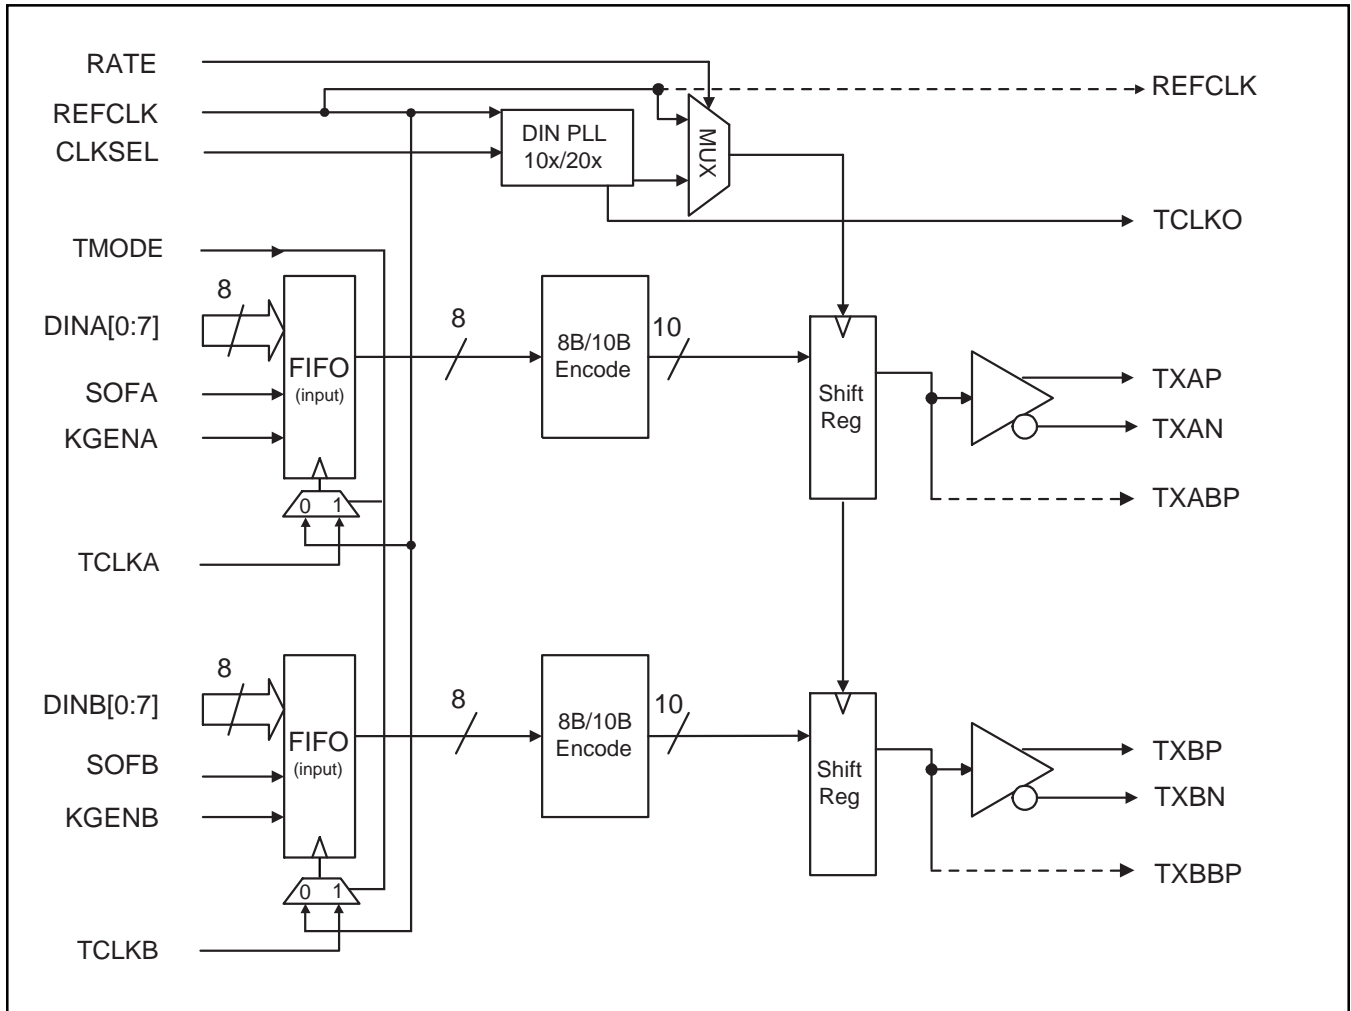 RATE
REFCLK
REFCLK
CLKSEL
DIN PLL
10x/20x
MUX
TCLKO
TMODE
8
DINA[0:7]
FIFO
(input)
8
8B/10B
Encode
10
Shift
Reg
SOFA
KGENA
TXAP
TXAN
TXABP
0 1
TCLKA
8
DINB[0:7]
FIFO
(input)
8
8B/10B
Encode
10
Shift
Reg
SOFB
KGENB
TXBP
TXBN
TXBBP
0 1
TCLKB